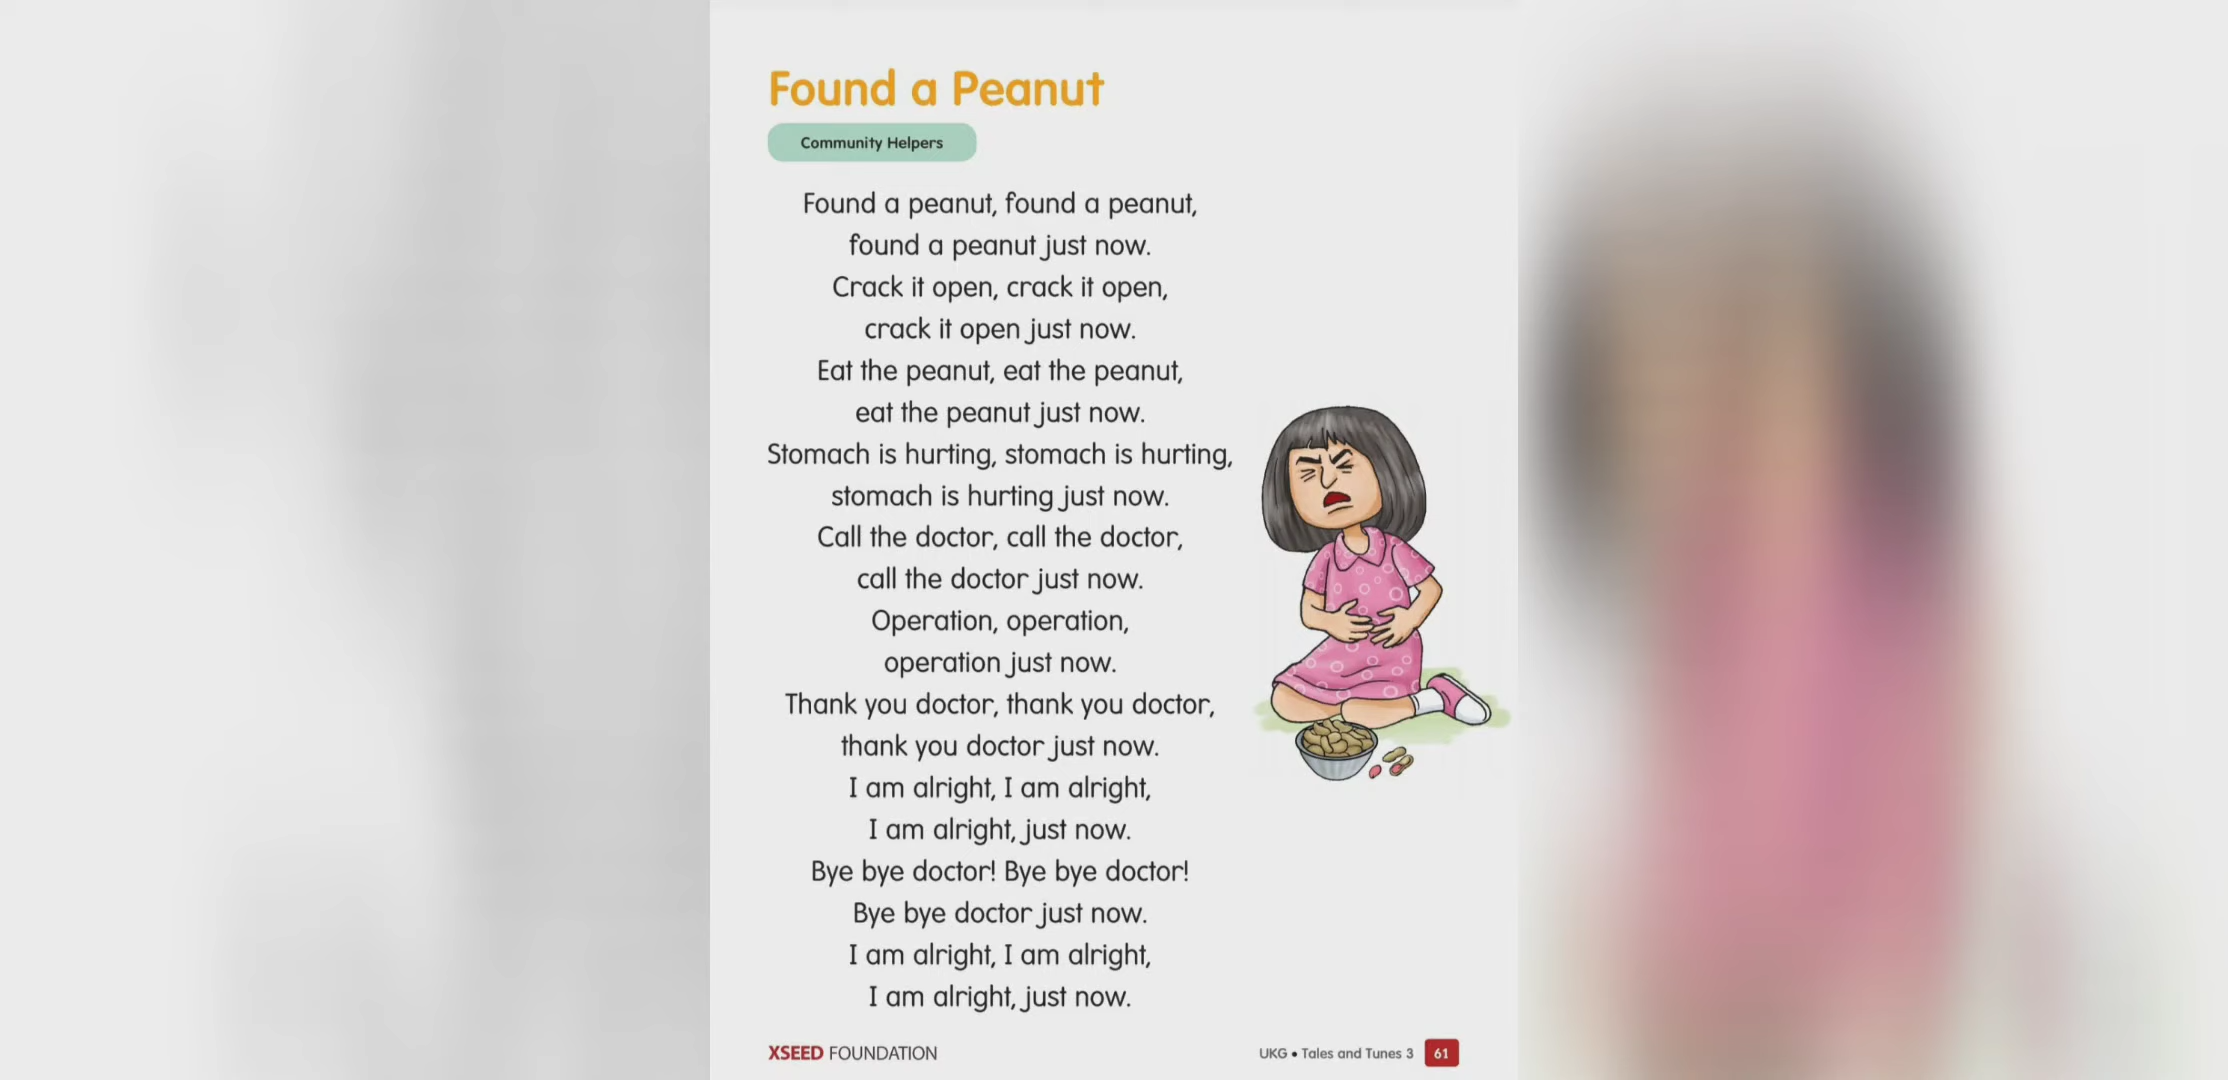 Found a Peanut
Community Helpers
Found a peanut, found a peanut,
found a peanut just now.
Crack it open, crack it open,
crack it open just now.
Eat the peanut, eat the peanut,
eat the peanut just now.
Stomach is hurting, stomach is hurting,
stomach is hurting just now.
Call the doctor, call the doctor,
call the doctor just now.
Operation, operation,
operation just now.
Thank you doctor, thank you doctor,
thank you doctor just now.
I am alright, I am alright,
I am alright, just now.
Bye bye doctor! Bye bye doctor!
Bye bye doctor just now.
I am alright, I am alright,
I am alright, just now.
XSEED FOUNDATION
UKG • Tales and Tunes 3 61